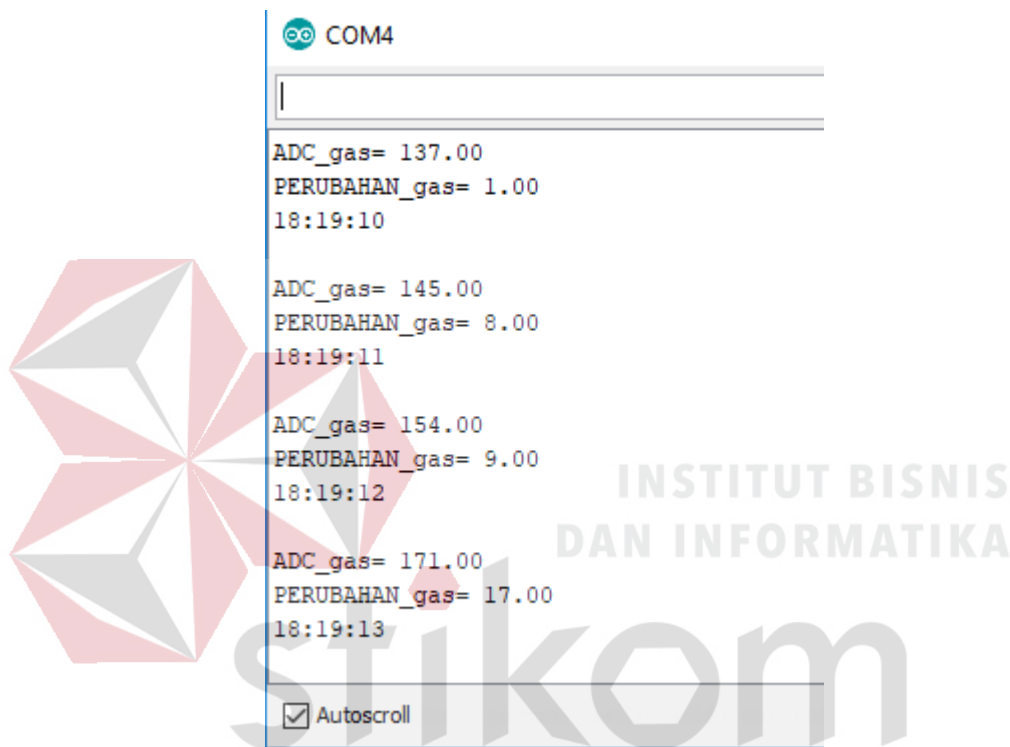 COM4
ADC_gas= 137.00
PERUBAHAN_gas= 1.00
18:19:10
ADC_gas= 145.00
PERUBAHAN_gas= 8.00
18:19:11
ADC_gas= 154.00
PERUBAHAN_gas= 9.00
18:19:12
ADC_gas= 171.00
PERUBAHAN_gas= 17.00
18:19:13
Autoscroll
INSTITUT BISNIS
DAN INFORMATIKA
stikom